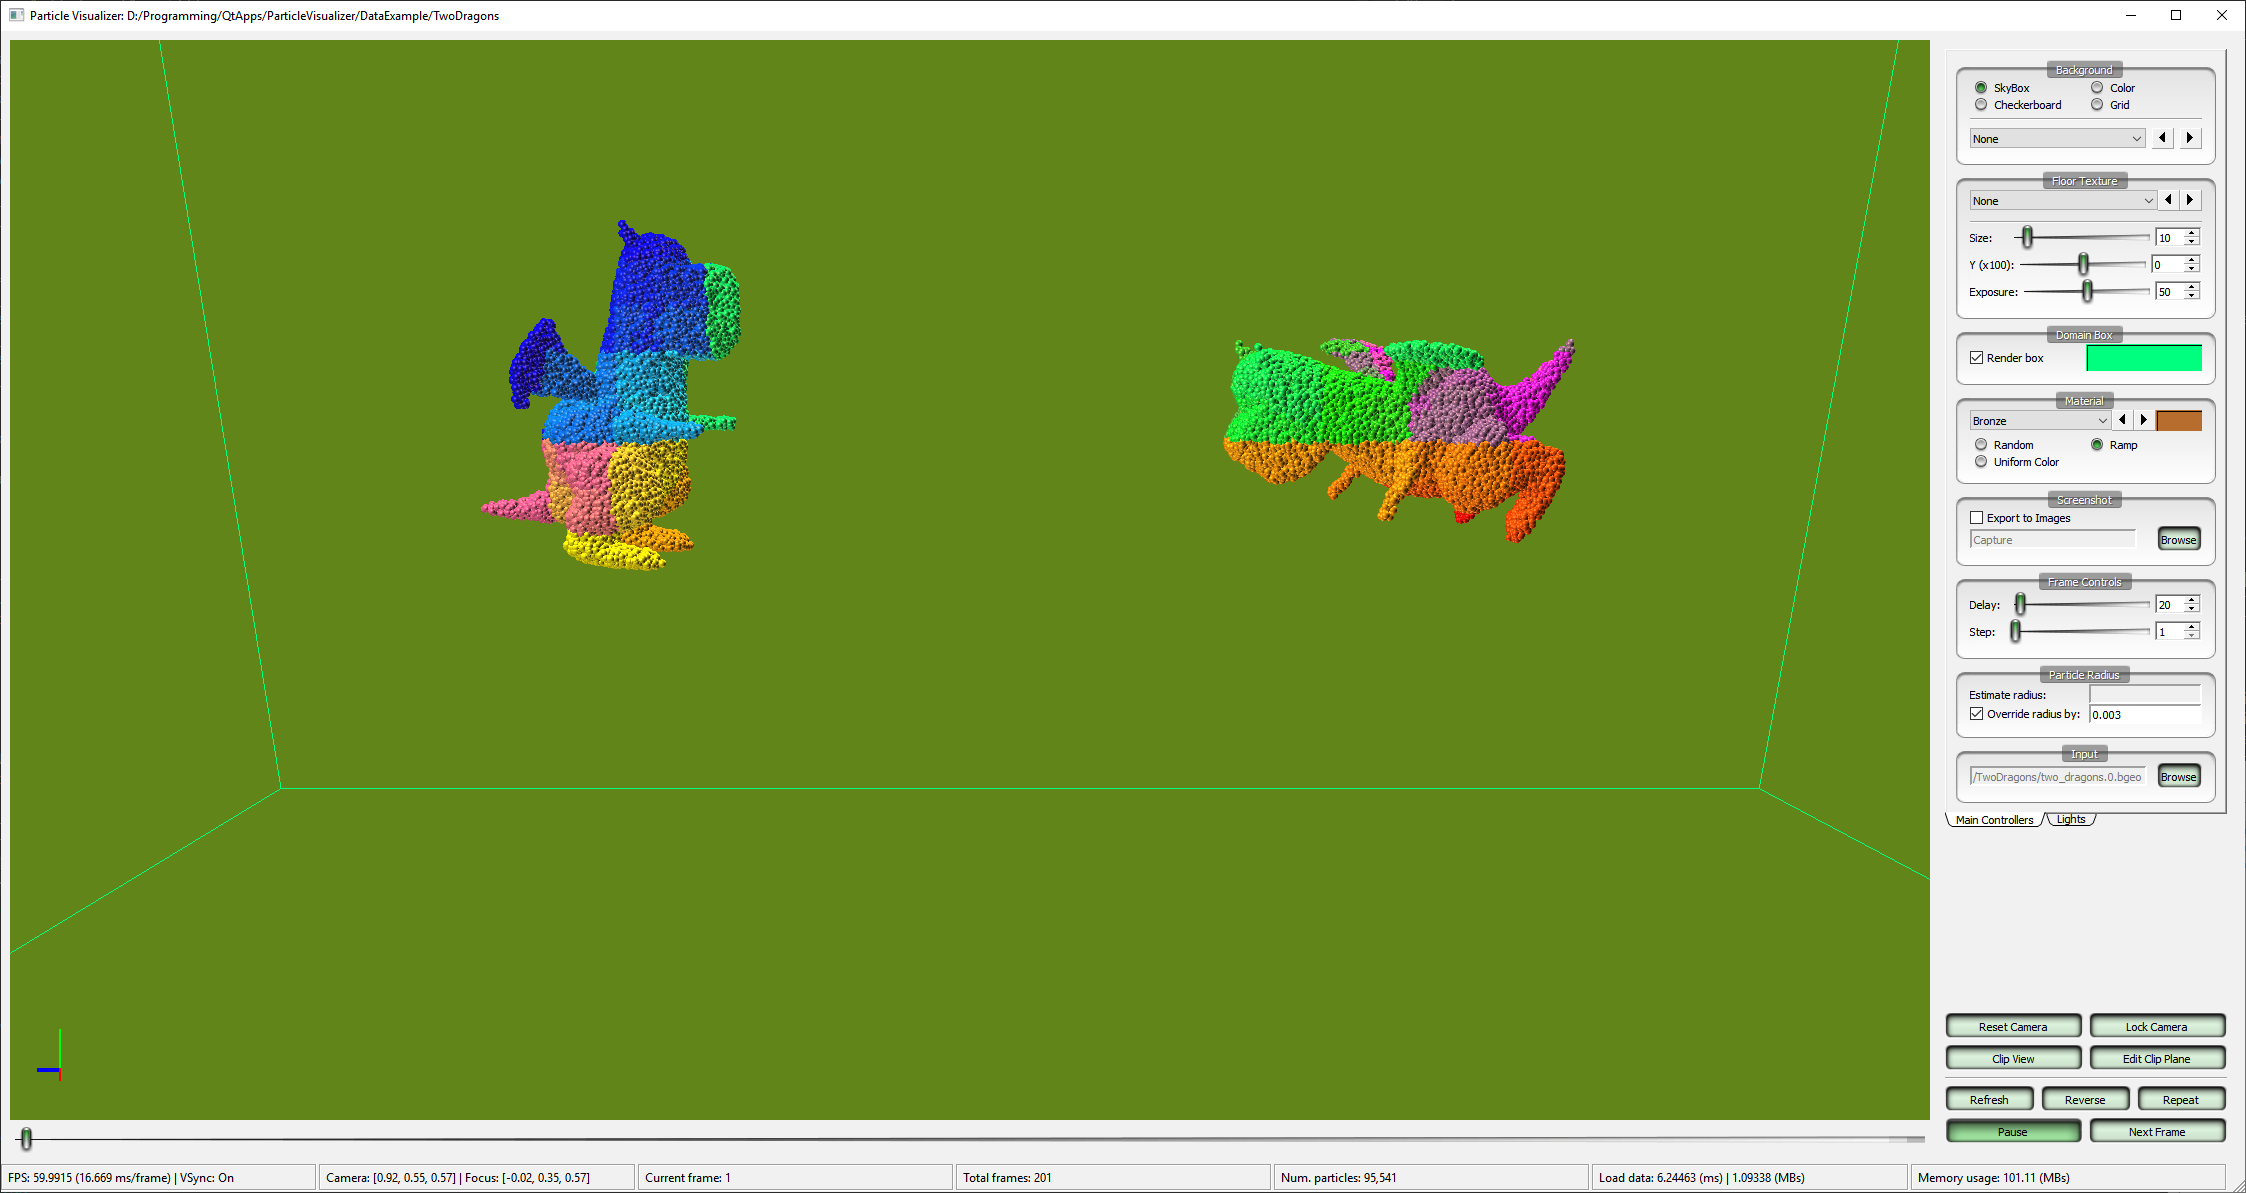 Particle Visualizer: D:/Programming/QtApps/ParticleVisualizer/DataExample/TwoDragons
Background
SkyBox
Color
Checkerboard
Grid
None
Floor Texture
None
Size:
10
Y (x100):
0
Exposure:
50
Domain Box
Render box
Material
Bronze
Random
Ramp
Uniform Color
Screenshot
Export to Images
Capture
Browse
Frame Controls
Delay:
20
Step:
1
Particle Radius
Estimate radius:
Override radius by:
0.003
Input
/TwoDragons/two_dragons.0.bgeo
Browse
Main Controllers
Lights
Reset Camera
Lock Camera
Clip View
Edit Clip Plane
Refresh
Reverse
Repeat
Pause
Next Frame
FPS: 59.9915 (16.669 ms/frame) | VSync: On
Camera: [0.92, 0.55, 0.57] | Focus: [-0.02, 0.35, 0.57]
Current frame: 1
Total frames: 201
Num. particles: 95,541
Load data: 6.24463 (ms) | 1.09338 (MBs)
Memory usage: 101.11 (MBs)